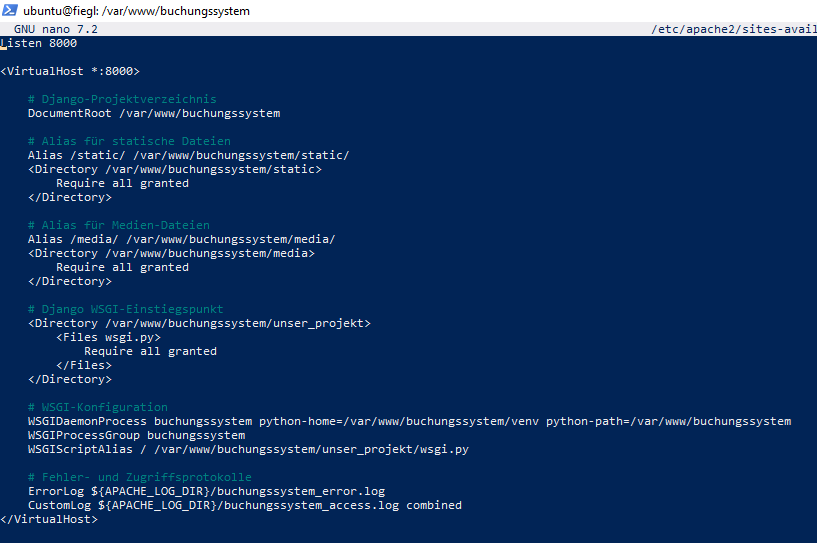 ubuntu@fiegl: /var/www/buchungssystem
GNU nano 7.2 /etc/apache2/sites-avail
Listen 8000
<VirtualHost *:8000>
# Django-Projektverzeichnis
DocumentRoot /var/www/buchungssystem
# Alias für statische Dateien
Alias /static/ /var/www/buchungssystem/static/
<Directory /var/www/buchungssystem/static>
Require all granted
</Directory>
# Alias für Medien-Dateien
Alias /media/ /var/www/buchungssystem/media/
<Directory /var/www/buchungssystem/media>
Require all granted
</Directory>
# Django WSGI-Einstiegspunkt
<Directory /var/www/buchungssystem/unser_projekt>
<Files wsgi.py>
Require all granted
</Files>
</Directory>
# WSGI-Konfiguration
WSGIDaemonProcess buchungssystem python-home=/var/www/buchungssystem/venv python-path=/var/www/buchungssystem
WSGIProcessGroup buchungssystem
WSGIScriptAlias / /var/www/buchungssystem/unser_projekt/wsgi.py
# Fehler- und Zugriffsprotokolle
ErrorLog ${APACHE_LOG_DIR}/buchungssystem_error.log
CustomLog ${APACHE_LOG_DIR}/buchungssystem_access.log combined
</VirtualHost>